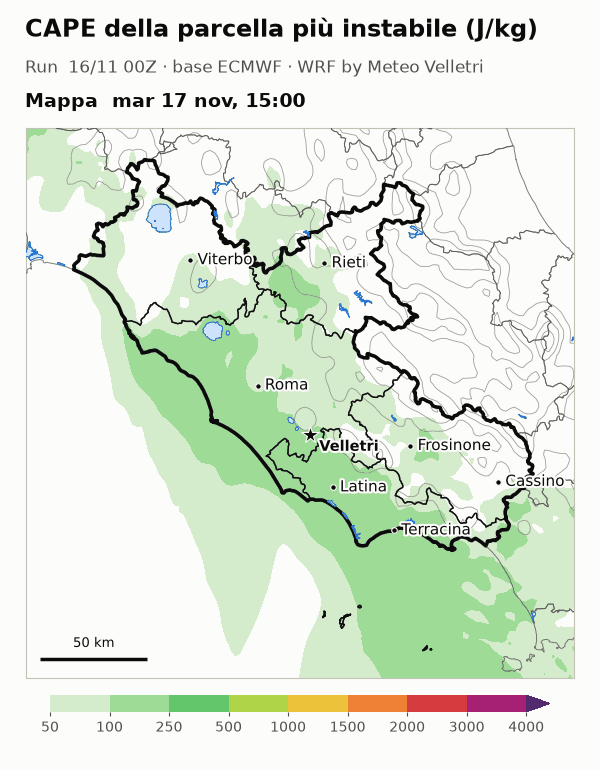 CAPE della parcella più instabile (J/kg)
Run  16/11 00Z · base ECMWF · WRF by Meteo Velletri
Mappa  mar 17 nov, 15:00
Viterbo
Rieti
Roma
Velletri
Frosinone
Latina
Cassino
Terracina
50 km
50 100 250 500 1000 1500 2000 3000 4000